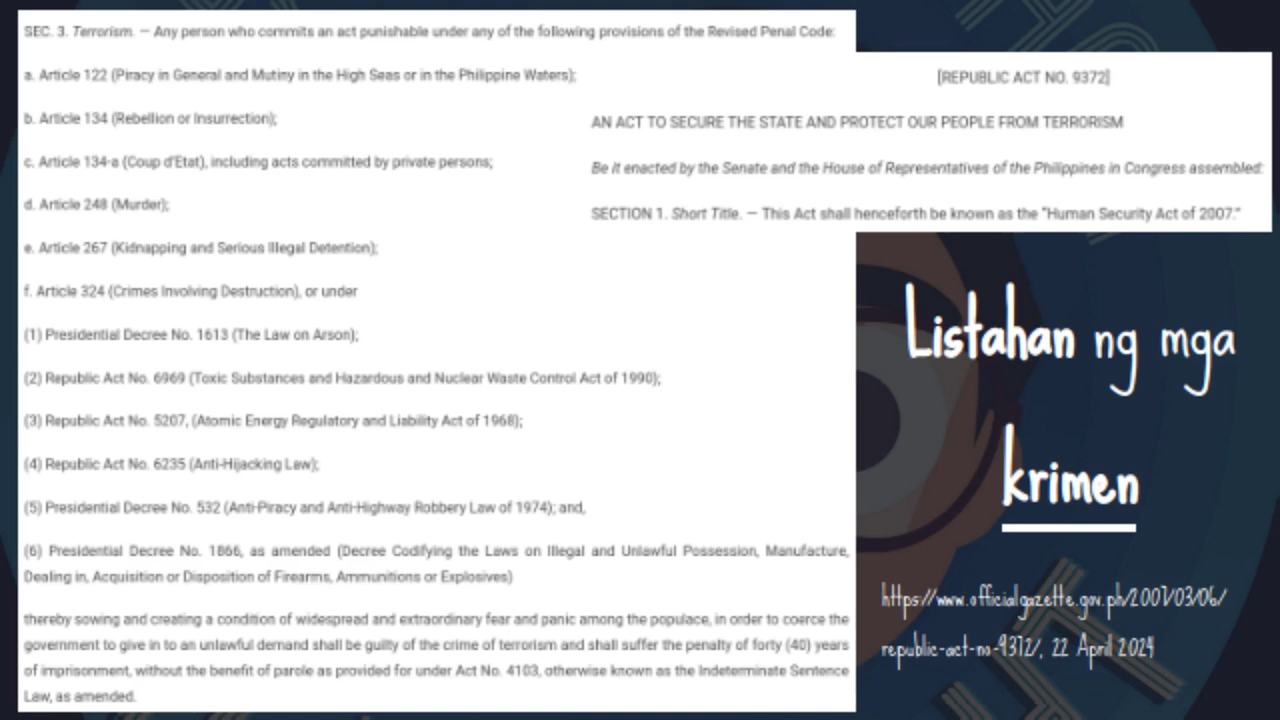 SEC. 3. Terrorism. — Any person who commits an act punishable under any of the following provisions of the Revised Penal Code:
a. Article 122 (Piracy in General and Mutiny in the High Seas or in the Philippine Waters);
b. Article 134 (Rebellion or Insurrection);
c. Article 134-a (Coup d'Etat), including acts committed by private persons;
d. Article 248 (Murder);
e. Article 267 (Kidnapping and Serious Illegal Detention);
f. Article 324 (Crimes Involving Destruction), or under
(1) Presidential Decree No. 1613 (The Law on Arson);
(2) Republic Act No. 6969 (Toxic Substances and Hazardous and Nuclear Waste Control Act of 1990);
(3) Republic Act No. 5207, (Atomic Energy Regulatory and Liability Act of 1968);
(4) Republic Act No. 6235 (Anti-Hijacking Law);
(5) Presidential Decree No. 532 (Anti-Piracy and Anti-Highway Robbery Law of 1974); and,
(6) Presidential Decree No. 1866, as amended (Decree Codifying the Laws on Illegal and Unlawful Possession, Manufacture,
Dealing in, Acquisition or Disposition of Firearms, Ammunitions or Explosives)
thereby sowing and creating a condition of widespread and extraordinary fear and panic among the populace, in order to coerce the
government to give in to an unlawful demand shall be guilty of the crime of terrorism and shall suffer the penalty of forty (40) years
of imprisonment, without the benefit of parole as provided for under Act No. 4103, otherwise known as the Indeterminate Sentence
Law, as amended.
[REPUBLIC ACT NO. 9372]
AN ACT TO SECURE THE STATE AND PROTECT OUR PEOPLE FROM TERRORISM
Be it enacted by the Senate and the House of Representatives of the Philippines in Congress assembled:
SECTION 1. Short Title. — This Act shall henceforth be known as the "Human Security Act of 2007."
Listahan ng mga
krimen
https://www.officialgazette.gov.ph/2007/03/06/
republic-act-no-9372/, 22 April 2024